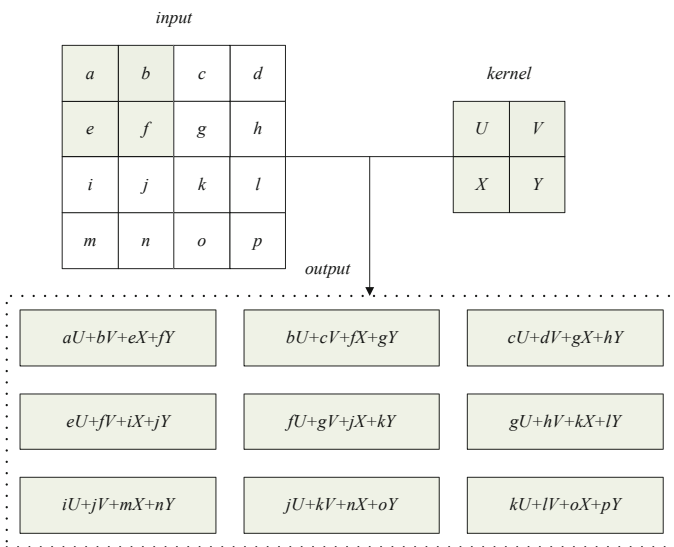 input
a b c d
kernel
e f g h
U V
i j k l
X Y
m n o p
output
aU+bV+eX+fY
bU+cV+fX+gY
cU+dV+gX+hY
eU+fV+iX+jY
fU+gV+jX+kY
gU+hV+kX+lY
iU+jV+mX+nY
jU+kV+nX+oY
kU+lV+oX+pY